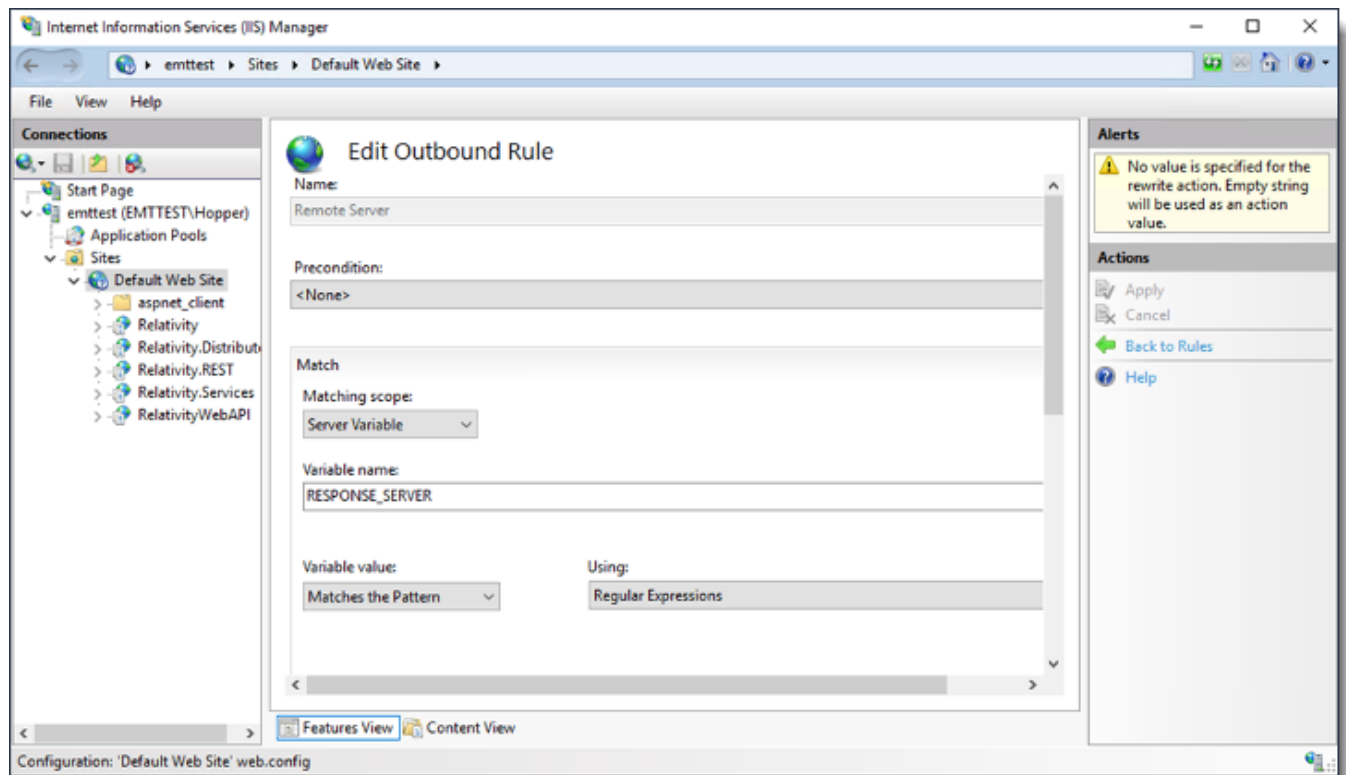 Internet Information Services (IIS) Manager
emttest Sites Default Web Site
File View Help
Connections
Start Page
emttest (EMTTEST\Hopper)
Application Pools
Sites
Default Web Site
aspnet_client
Relativity
Relativity.Distribut
Relativity.REST
Relativity.Services
RelativityWebAPI
Edit Outbound Rule
Name:
Remote Server
Precondition:
<None>
Match
Matching scope:
Server Variable
Variable name:
RESPONSE_SERVER
Variable value: Using:
Matches the Pattern Regular Expressions
Features View Content View
Alerts
No value is specified for the
rewrite action. Empty string
will be used as an action
value.
Actions
Apply
Cancel
Back to Rules
Help
Configuration: 'Default Web Site' web.config